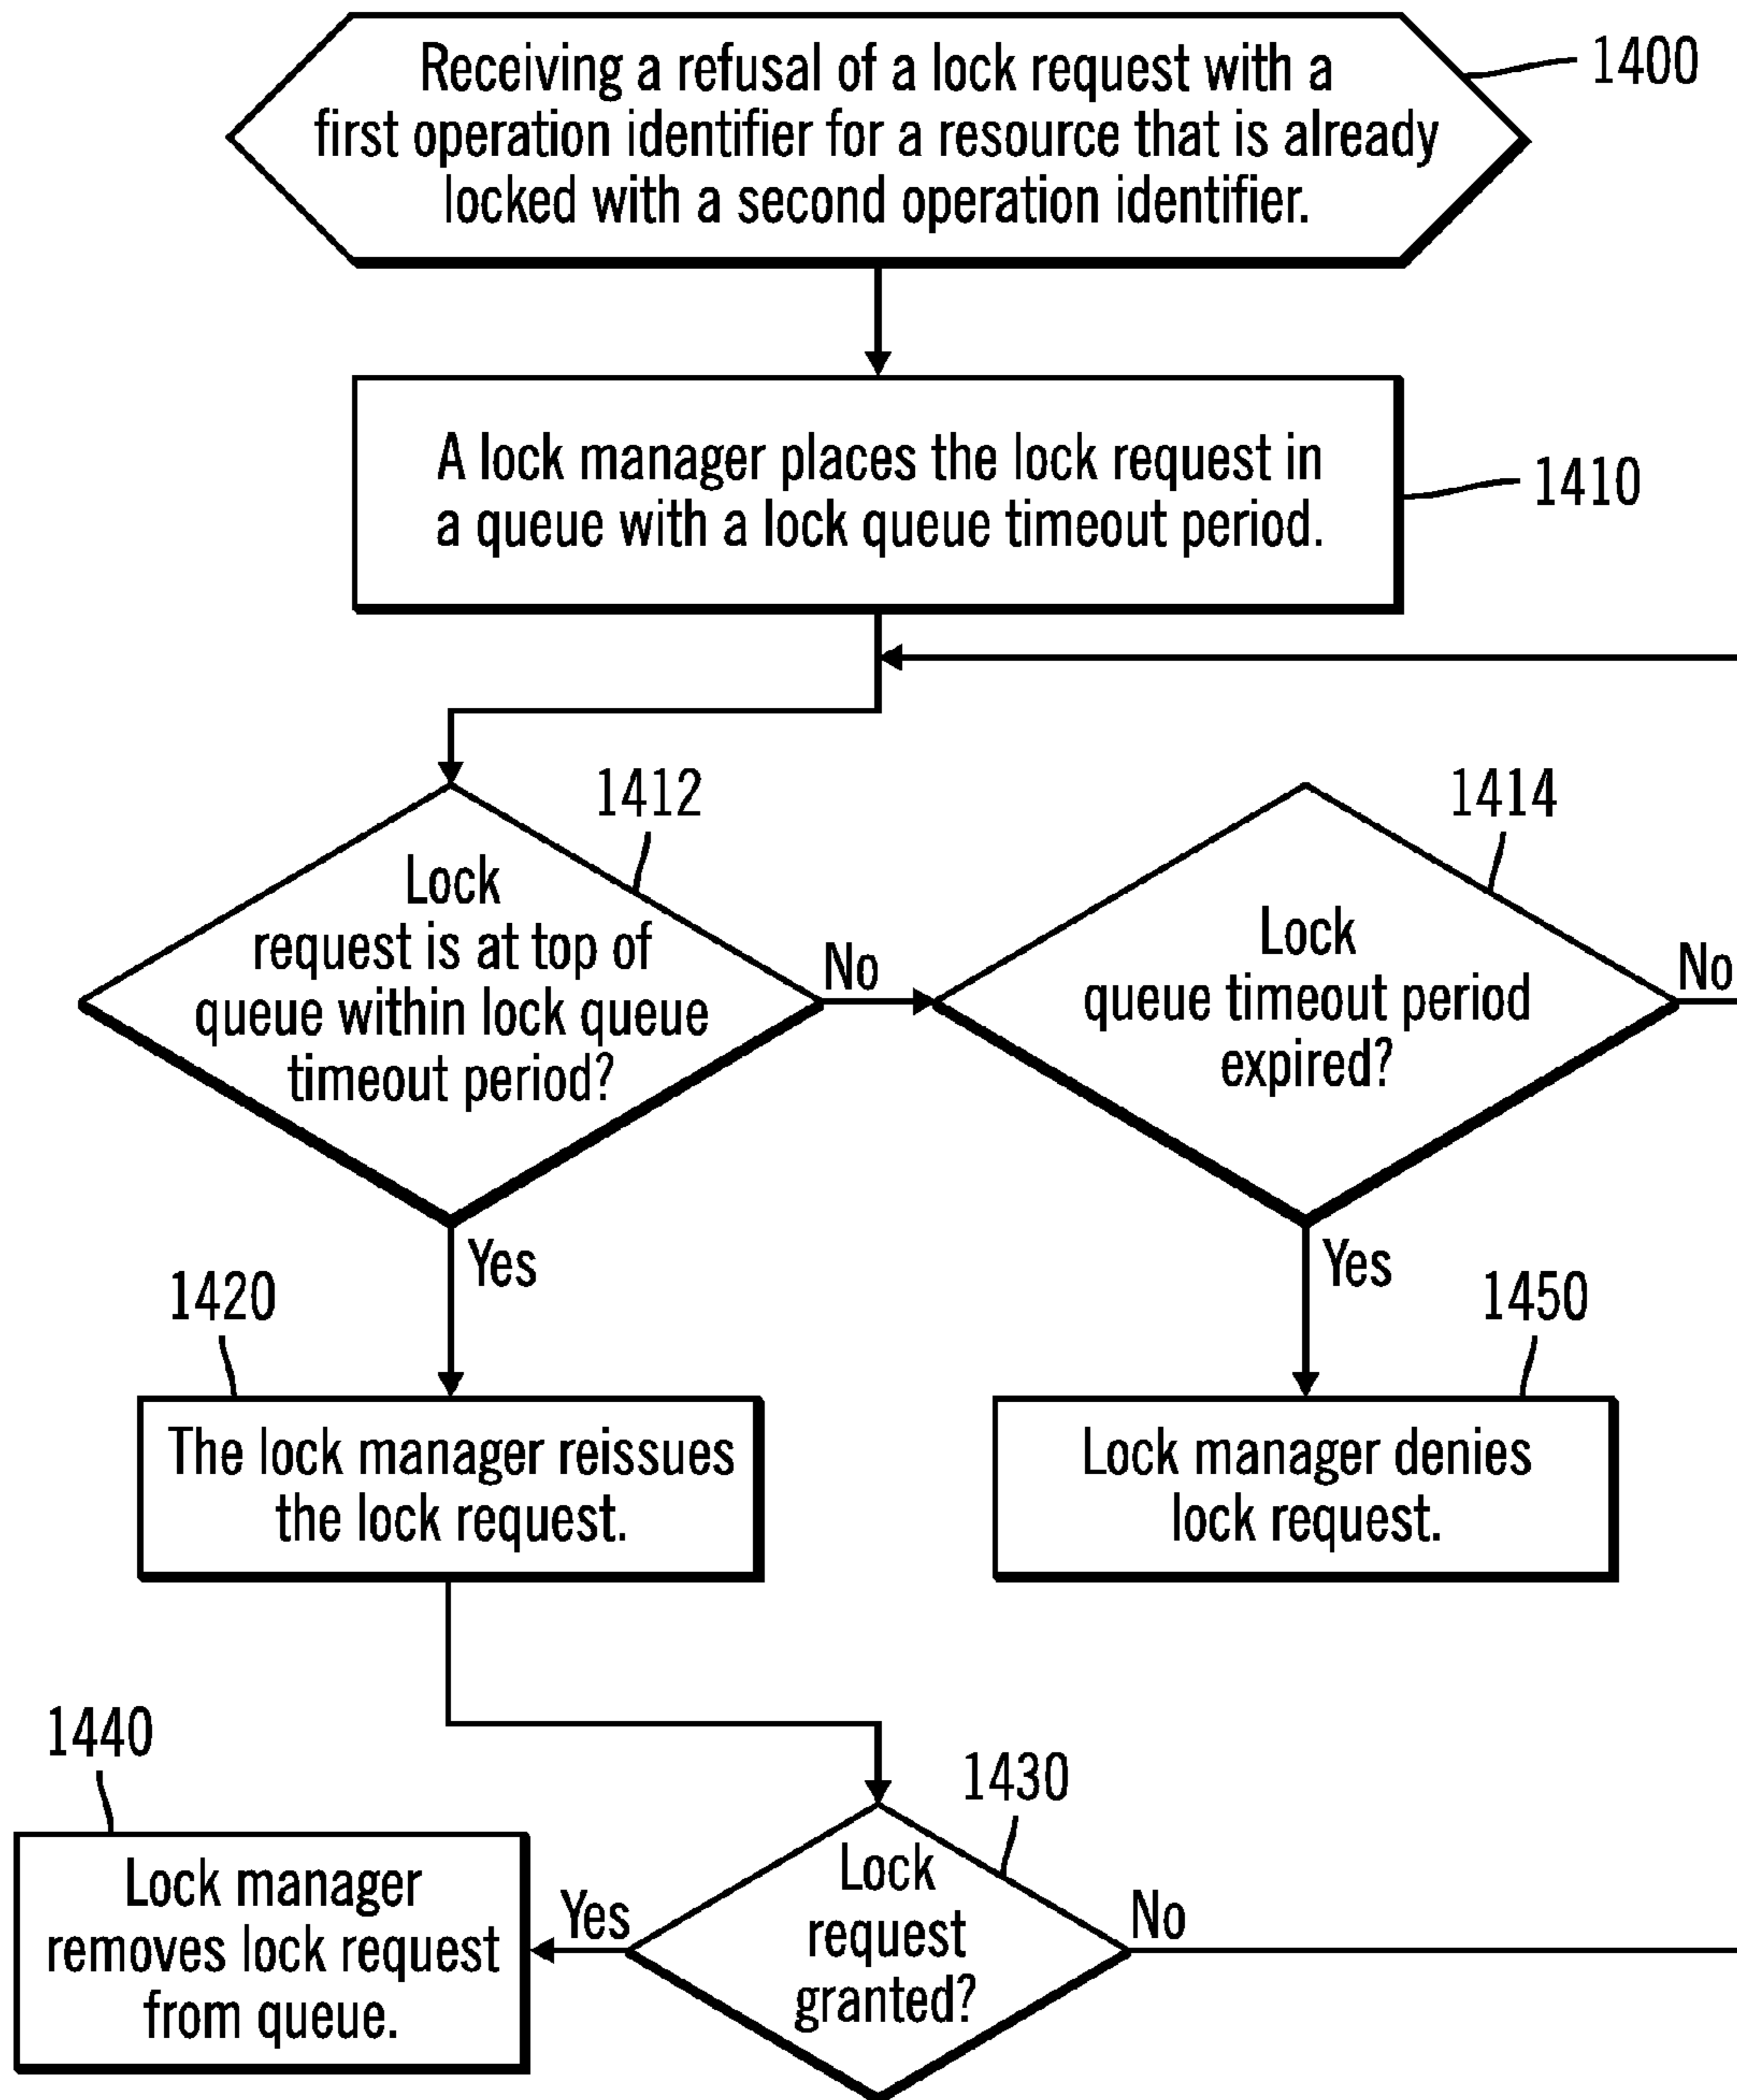 Receiving a refusal of a lock request with a
first operation identifier for a resource that is already
locked with a second operation identifier.
1400
A lock manager places the lock request in
a queue with a lock queue timeout period.
1410
1412
Lock
request is at top of
queue within lock queue
timeout period?
No
1414
Lock
queue timeout period
expired?
No
Yes
Yes
1420
The lock manager reissues
the lock request.
1450
Lock manager denies
lock request.
1440
Lock manager
removes lock request
from queue.
Yes
1430
Lock
request
granted?
No